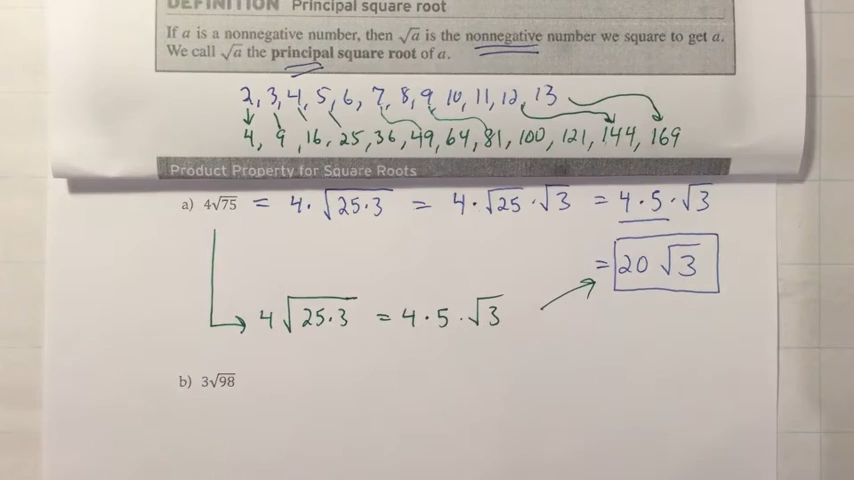 DEFINITION Principal square root
If a is a nonnegative number, then √a is the nonnegative number we square to get a.
We call √a the principal square root of a.
2, 3, 4, 5, 6, 7, 8, 9, 10, 11, 12, 13
4, 9, 16, 25, 36, 49, 64, 81, 100, 121, 144, 169
Product Property for Square Roots
a) 4√75 = 4·√25·3 = 4·√25·√3 = 4·5·√3
= 20√3
4√25·3 = 4·5·√3
b) 3√98